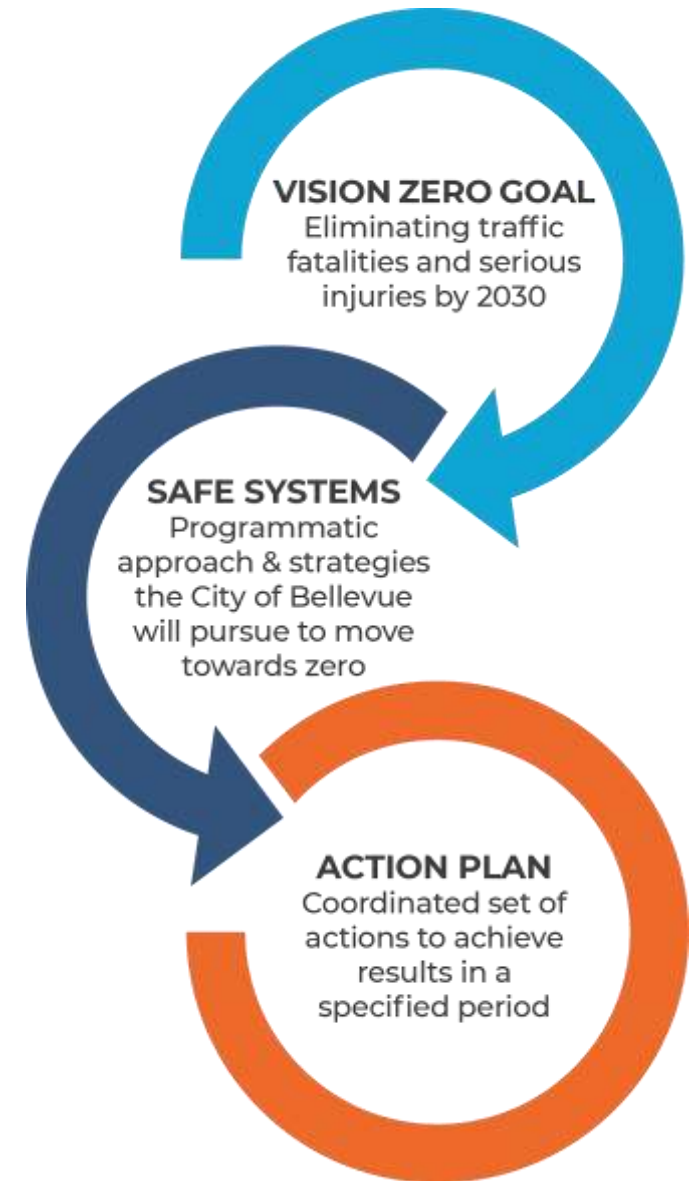 VISION ZERO GOAL
Eliminating traffic
fatalities and serious
injuries by 2030
SAFE SYSTEMS
Programmatic
approach & strategies
the City of Bellevue
will pursue to move
towards zero
ACTION PLAN
Coordinated set of
actions to achieve
results in a
specified period